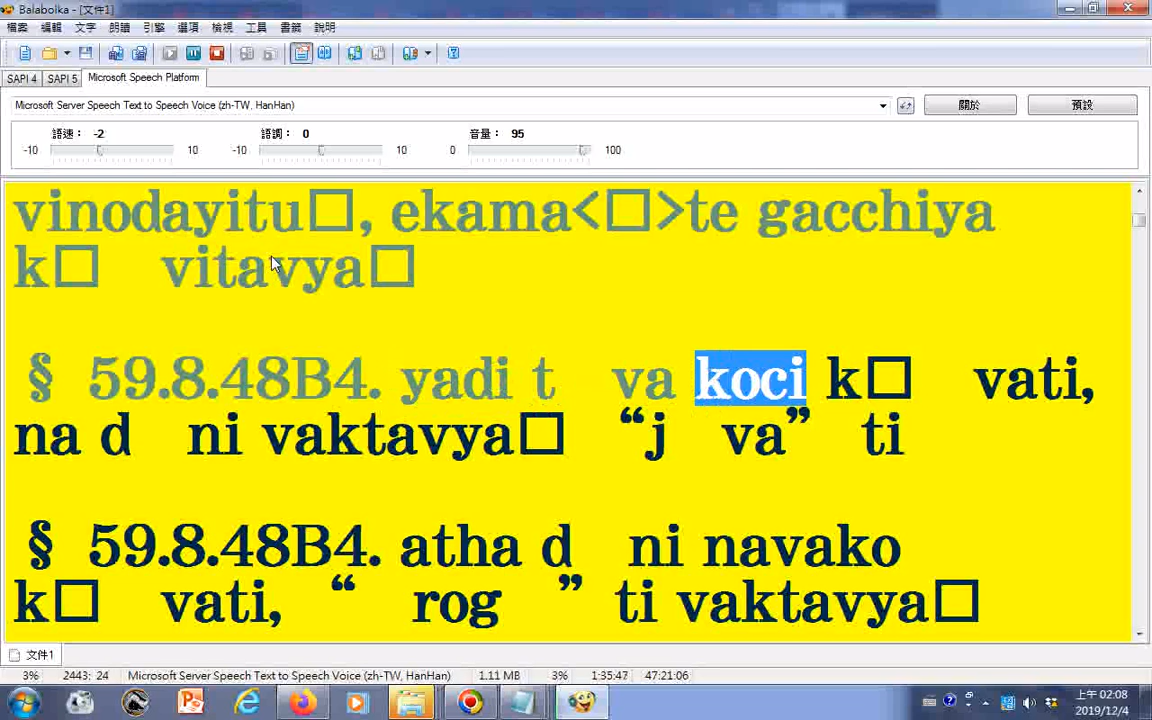 Balabolka - [文件1]
檔案 編輯 文字 朗讀 引擎 選項 檢視 工具 書籤 說明
SAPI 4 SAPI 5 Microsoft Speech Platform
Microsoft Server Speech Text to Speech Voice (zh-TW, HanHan) 關於 預設
語速： -2 語調： 0 音量： 95
-10 10 -10 10 0 100
vinodayitu□, ekama<□>te gacchiya
k□ vitavya□
§ 59.8.48B4. yadi t va koci k□ vati,
na d ni vaktavya□ “j va” ti
§ 59.8.48B4. atha d ni navako
k□ vati, “ rog ” ti vaktavya□
文件1
3% 2443: 24 Microsoft Server Speech Text to Speech Voice (zh-TW, HanHan) 1.11 MB 3% 1:35:47 47:21:06
上午 02:08
2019/12/4